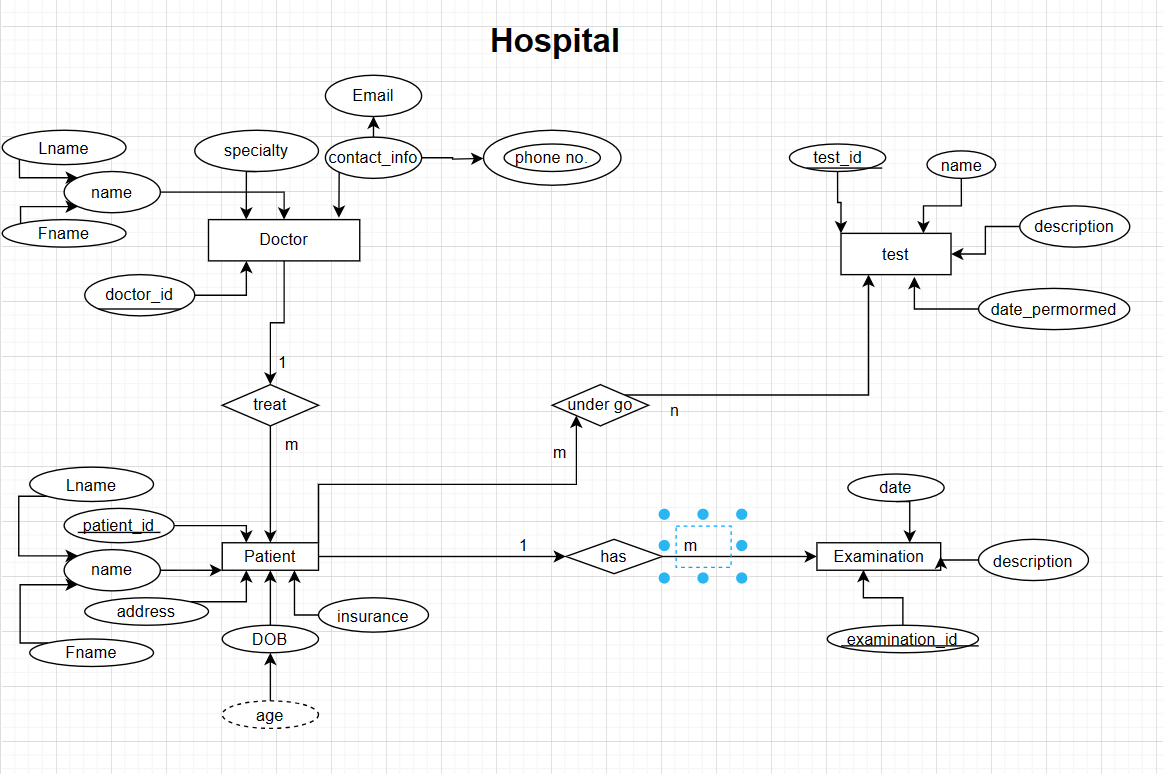 Hospital
Email
Lname
specialty
contact_info
phone no.
test_id
name
name
Fname
Doctor
description
test
doctor_id
date_permormed
1
treat
under go
n
m
m
Lname
date
patient_id
1
m
Patient
has
Examination
description
name
address
insurance
DOB
examination_id
Fname
age